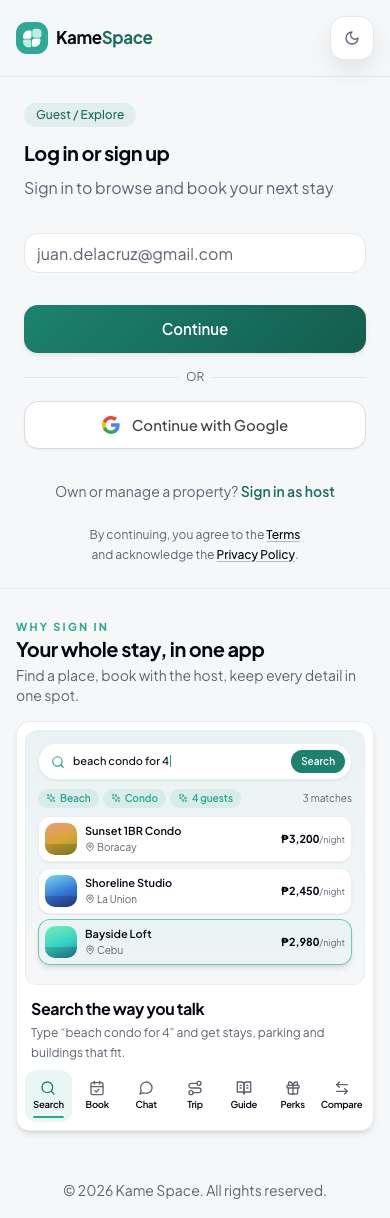 KameSpace
Guest / Explore
Log in or sign up
Sign in to browse and book your next stay
juan.delacruz@gmail.com
Continue
OR
Continue with Google
Own or manage a property? Sign in as host
By continuing, you agree to the Terms
and acknowledge the Privacy Policy.
WHY SIGN IN
Your whole stay, in one app
Find a place, book with the host, keep every detail in
one spot.
beach condo for 4
Search
Beach
Condo
4 guests
3 matches
Sunset 1BR Condo
Boracay
₱3,200/night
Shoreline Studio
La Union
₱2,450/night
Bayside Loft
Cebu
₱2,980/night
Search the way you talk
Type “beach condo for 4” and get stays, parking and
buildings that fit.
Search
Book
Chat
Trip
Guide
Perks
Compare
© 2026 Kame Space. All rights reserved.